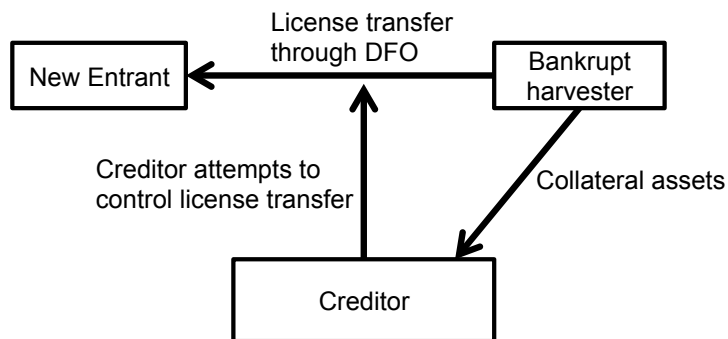 License transfer
through DFO
New Entrant
Bankrupt
harvester
Creditor attempts to
control license transfer
Collateral assets
Creditor